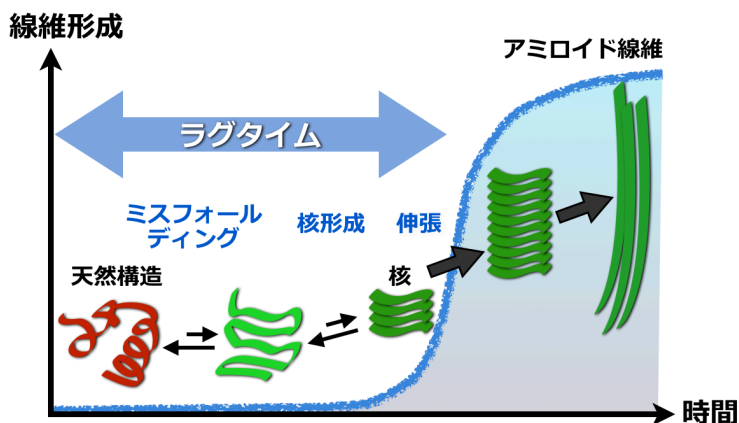 線維形成
アミロイド線維
ラグタイム
ミスフォール
ディング
核形成
伸張
天然構造
核
時間